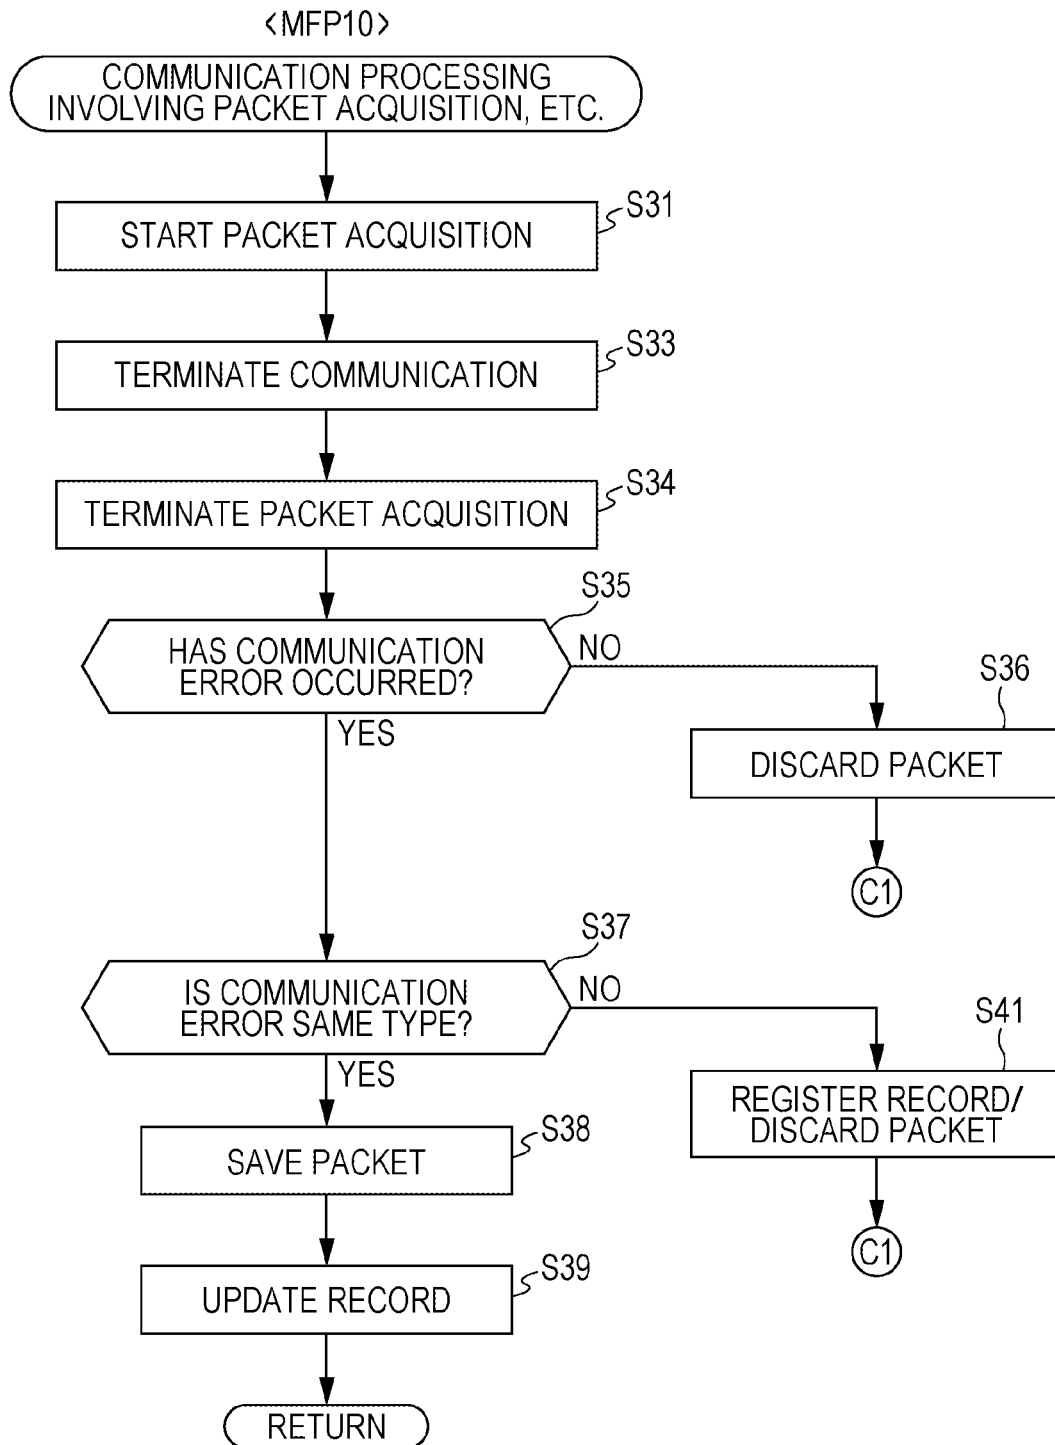 <MFP10>
COMMUNICATION PROCESSING
INVOLVING PACKET ACQUISITION, ETC.
S31
START PACKET ACQUISITION
S33
TERMINATE COMMUNICATION
S34
TERMINATE PACKET ACQUISITION
S35
HAS COMMUNICATION
ERROR OCCURRED?
NO
YES
S36
DISCARD PACKET
C1
S37
IS COMMUNICATION
ERROR SAME TYPE?
NO
YES
S41
REGISTER RECORD/
DISCARD PACKET
C1
S38
SAVE PACKET
S39
UPDATE RECORD
RETURN